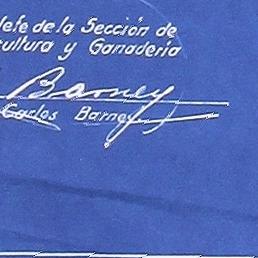 Jefe de la Sección de
cultura y Ganadería
Barney
Carlos Barney